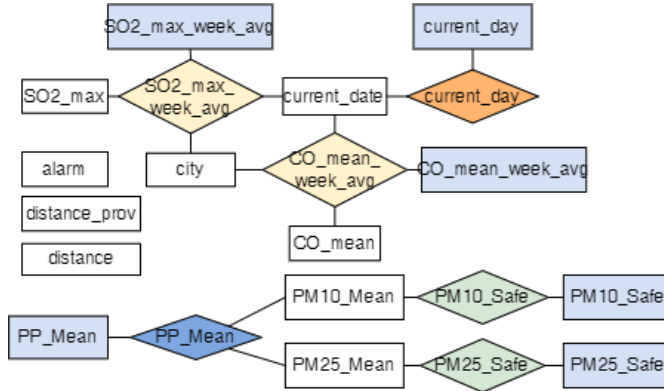 SO2_max_week_avg
current_day
SO2_max
SO2_max_
week_avg
current_date
current_day
alarm
city
CO_mean_
week_avg
CO_mean_week_avg
distance_prov
distance
CO_mean
PM10_Mean
PM10_Safe
PM10_Safe
PP_Mean
PP_Mean
PM25_Mean
PM25_Safe
PM25_Safe